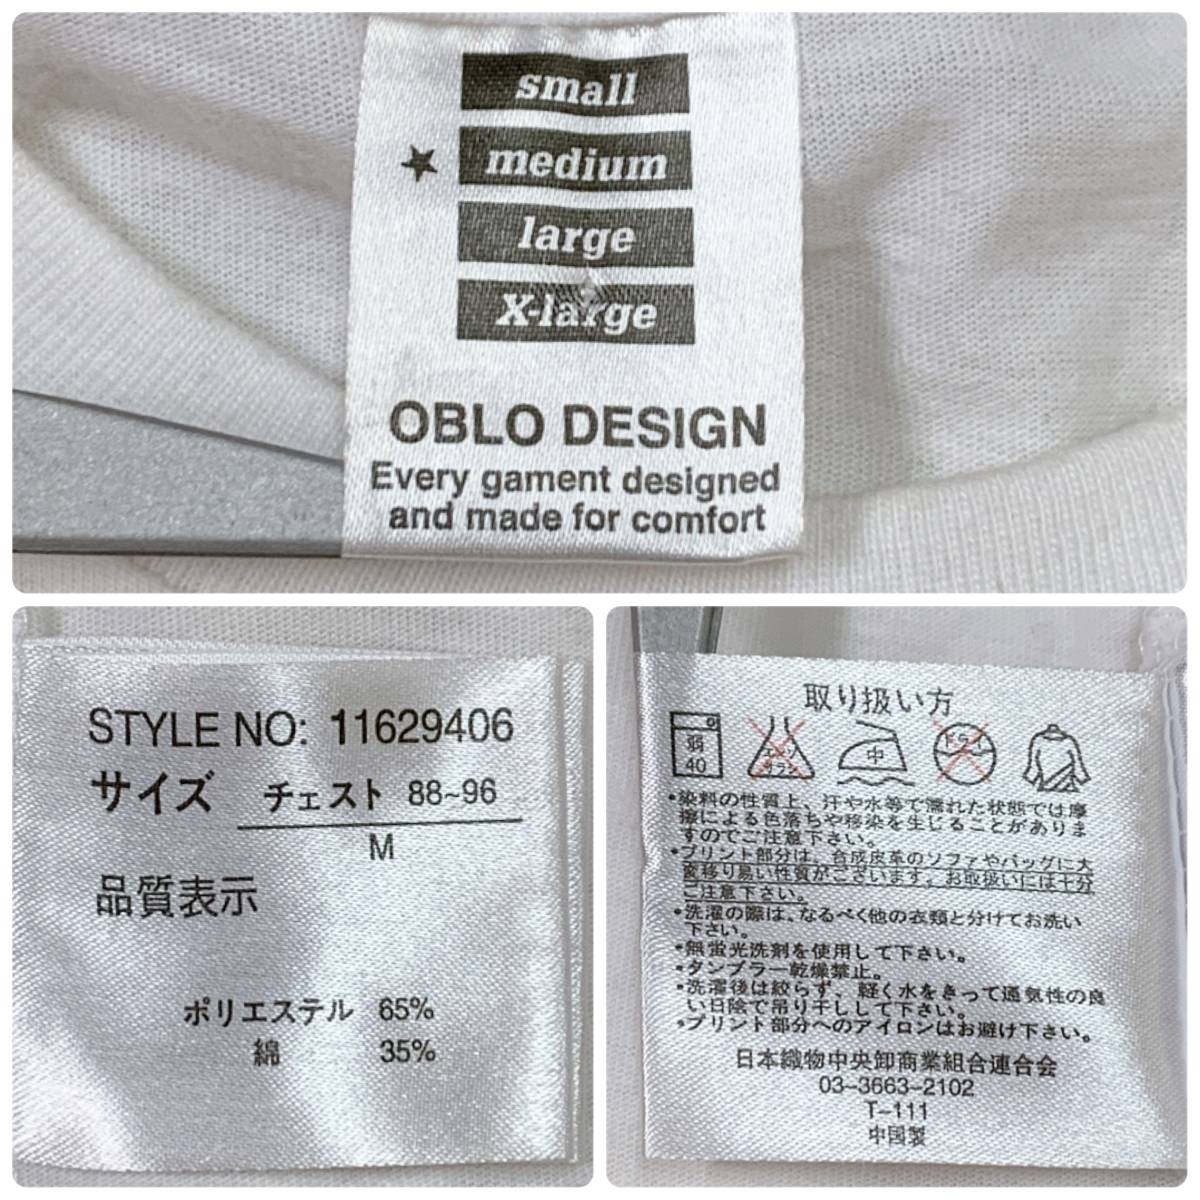 small
medium
large
X-large
OBLO DESIGN
Every gament designed
and made for comfort
STYLE NO: 11629406
サイズ チェスト 88~96
M
品質表示
ポリエステル 65%
綿 35%
取り扱い方
弱
40
エンソ
サラシ
中
ドライ
•染料の性質上、汗や水等で濡れた状態では摩
擦による色落ちや移染を生じることがありま
すのでご注意下さい。
•プリント部分は、合成皮革のソファやバッグに大
変移り易い性質がございます。お取扱いには十分
ご注意下さい。
•洗濯の際は、なるべく他の衣類と分けてお洗い
下さい。
•無蛍光洗剤を使用して下さい。
•タンブラー乾燥禁止。
•洗濯後は絞らず、軽く水をきって通気性の良
い日陰で吊り干しして下さい。
•プリント部分へのアイロンはお避け下さい。
日本織物中央卸商業組合連合会
03-3663-2102
T-111
中国製